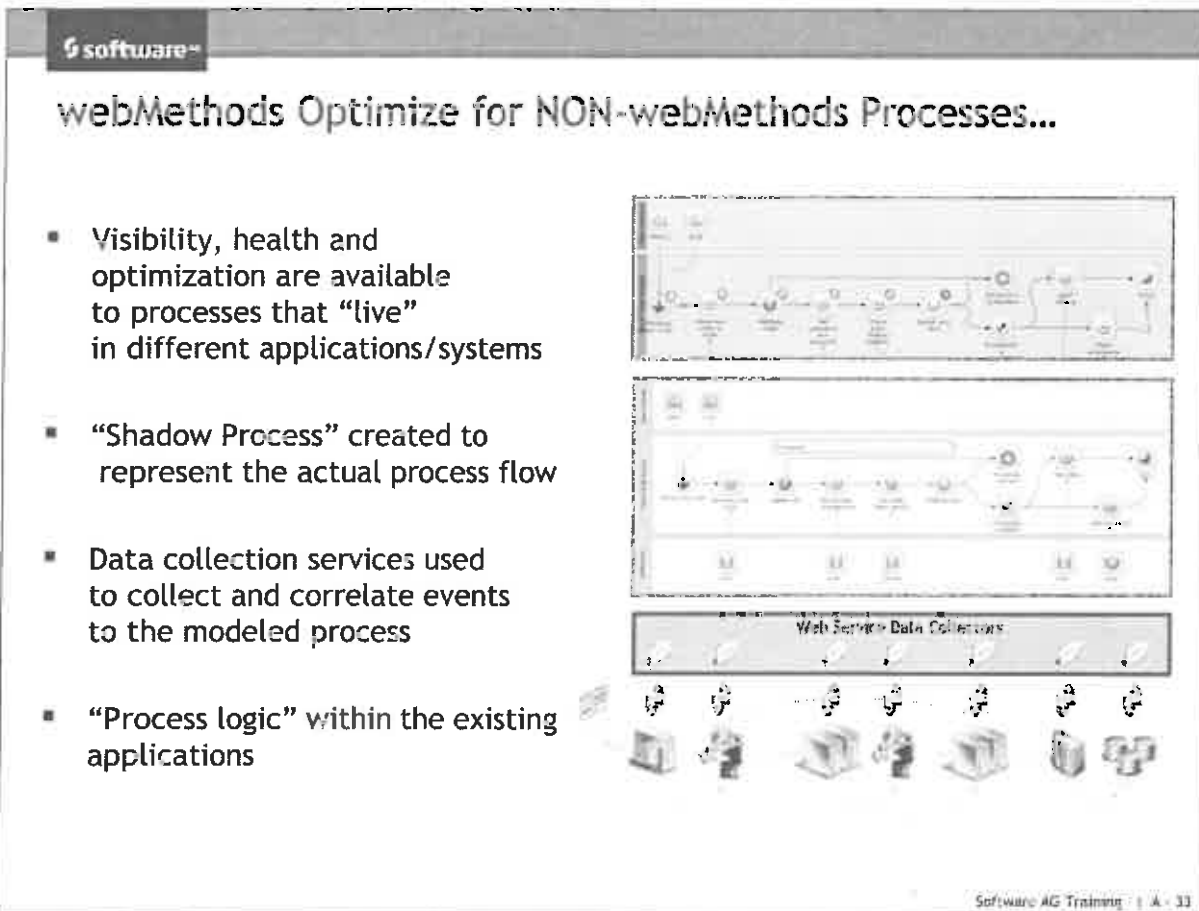 software
webMethods Optimize for NON-webMethods Processes...
▪ Visibility, health and
optimization are available
to processes that “live”
in different applications/systems
▪ “Shadow Process” created to
represent the actual process flow
▪ Data collection services used
to collect and correlate events
to the modeled process
▪ “Process logic” within the existing
applications
Web Service Data Collectors
Software AG Training | A - 33